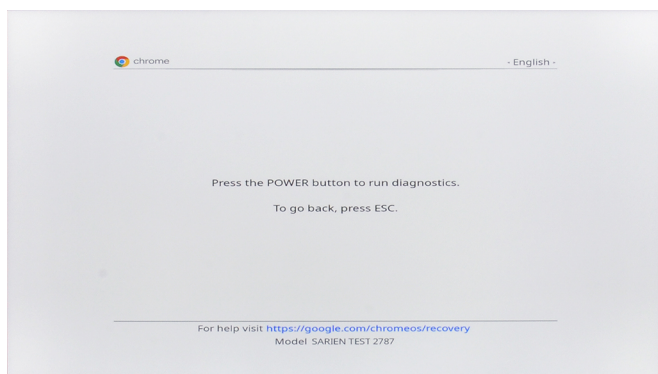 chrome
- English -
Press the POWER button to run diagnostics.
To go back, press ESC.
For help visit https://google.com/chromeos/recovery
Model SARIEN TEST 2787